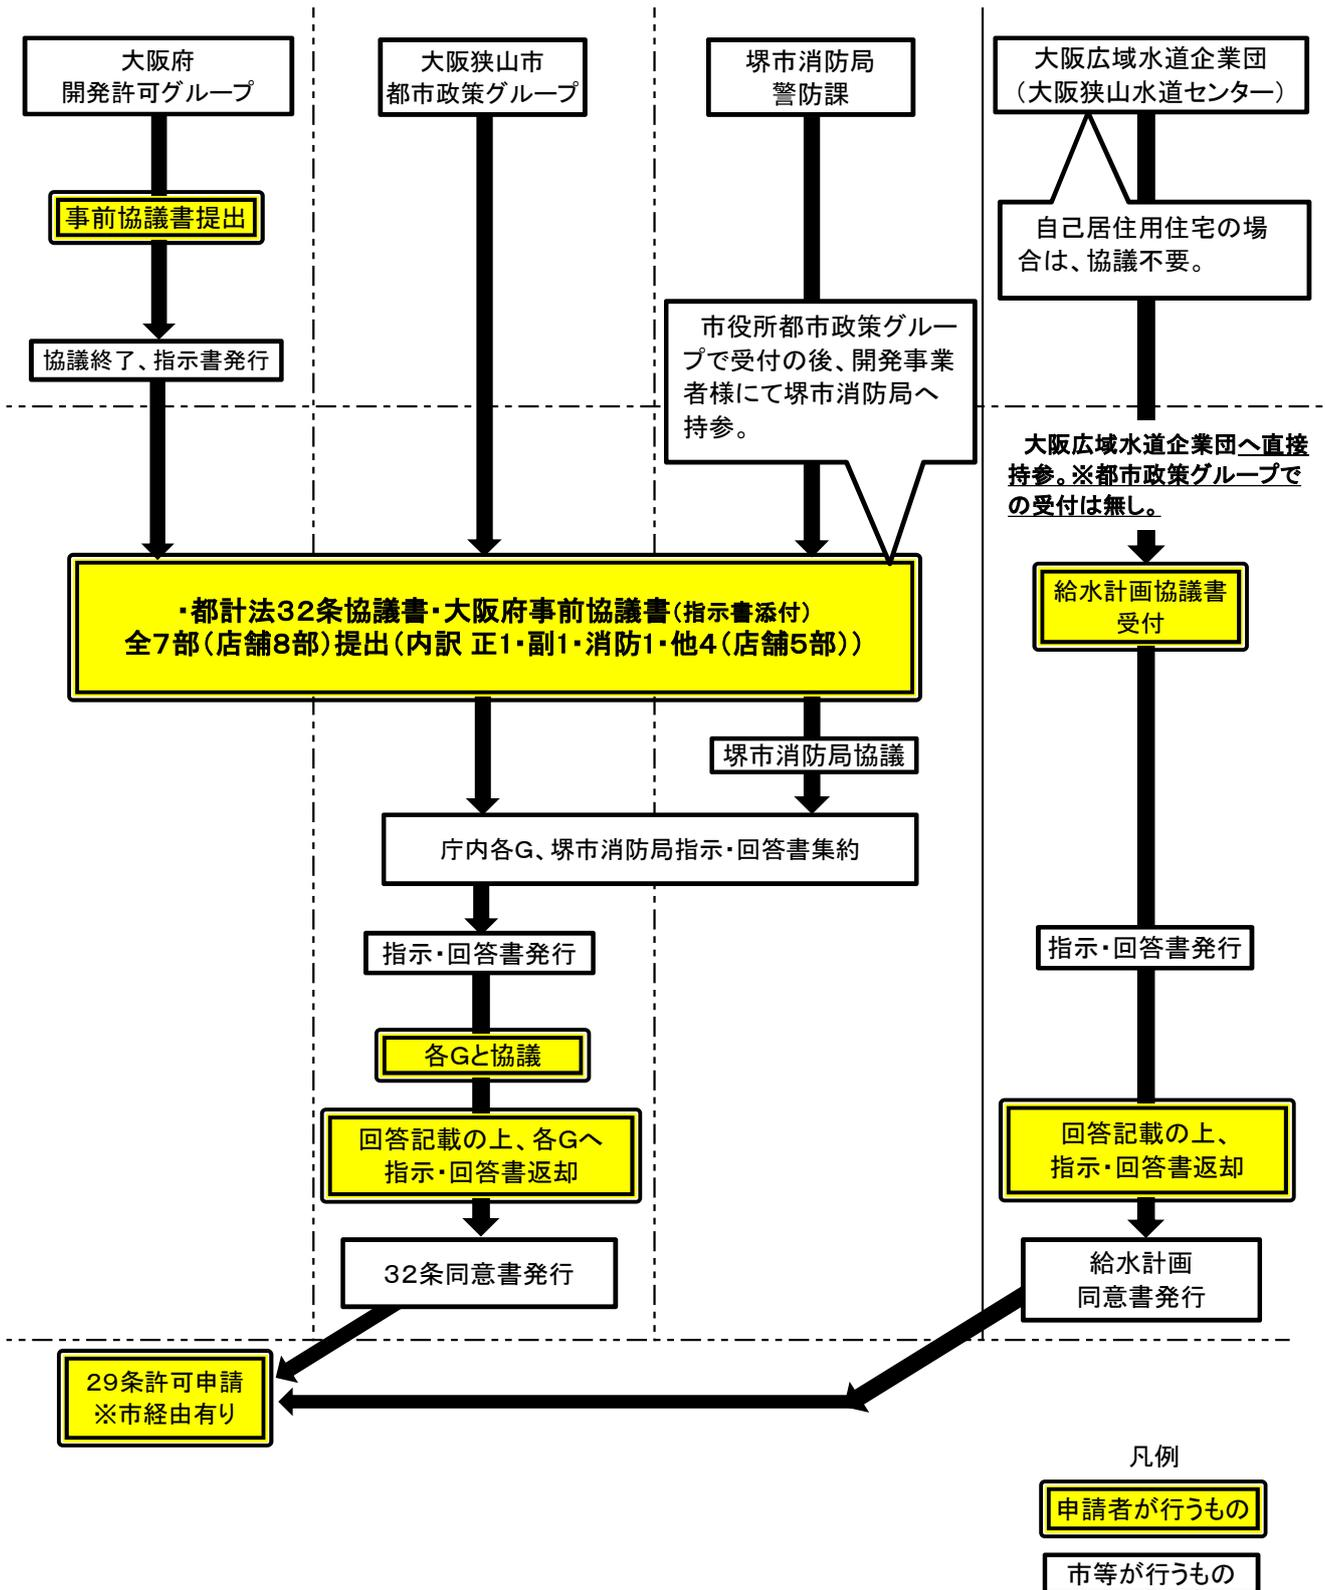 大阪府
開発許可グループ
大阪狭山市
都市政策グループ
堺市消防局
警防課
大阪広域水道企業団
（大阪狭山水道センター）
事前協議書提出
自己居住用住宅の場
合は、協議不要。
市役所都市政策グルー
プで受付の後、開発事業
者様にて堺市消防局へ
持参。
協議終了、指示書発行
大阪広域水道企業団へ直接
持参。※都市政策グループで
の受付は無し。
・都計法３２条協議書・大阪府事前協議書（指示書添付）
全７部（店舗８部）提出（内訳 正１・副１・消防１・他４（店舗５部））
給水計画協議書
受付
堺市消防局協議
庁内各Ｇ、堺市消防局指示・回答書集約
指示・回答書発行
指示・回答書発行
各Ｇと協議
回答記載の上、各Ｇへ
指示・回答書返却
回答記載の上、
指示・回答書返却
３２条同意書発行
給水計画
同意書発行
２９条許可申請
※市経由有り
凡例
申請者が行うもの
市等が行うもの